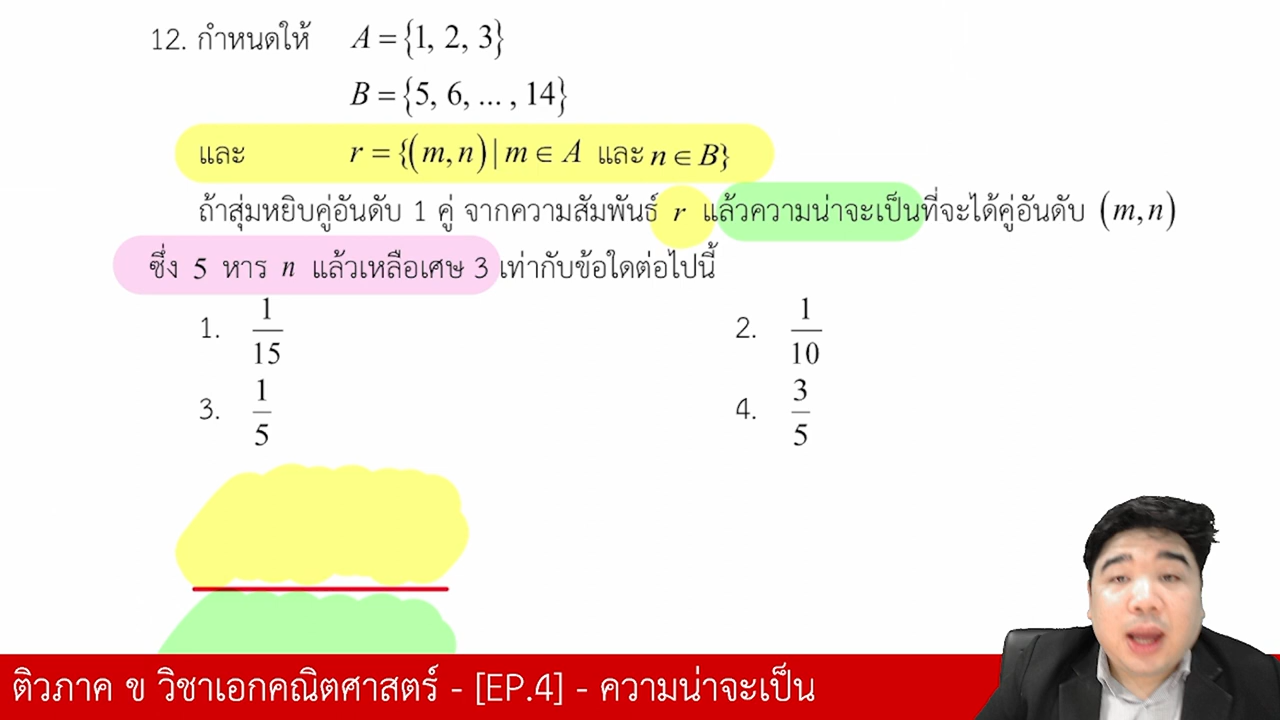 12. กำหนดให้ A = {1, 2, 3}
B = {5, 6, ... , 14}
และ r = {(m, n) | m ∈ A และ n ∈ B}
ถ้าสุ่มหยิบคู่อันดับ 1 คู่ จากความสัมพันธ์ r แล้วความน่าจะเป็นที่จะได้คู่อันดับ (m, n)
ซึ่ง 5 หาร n แล้วเหลือเศษ 3 เท่ากับข้อใดต่อไปนี้
1. 1/15 2. 1/10
3. 1/5 4. 3/5
ติวภาค ข วิชาเอกคณิตศาสตร์ - [EP.4] - ความน่าจะเป็น